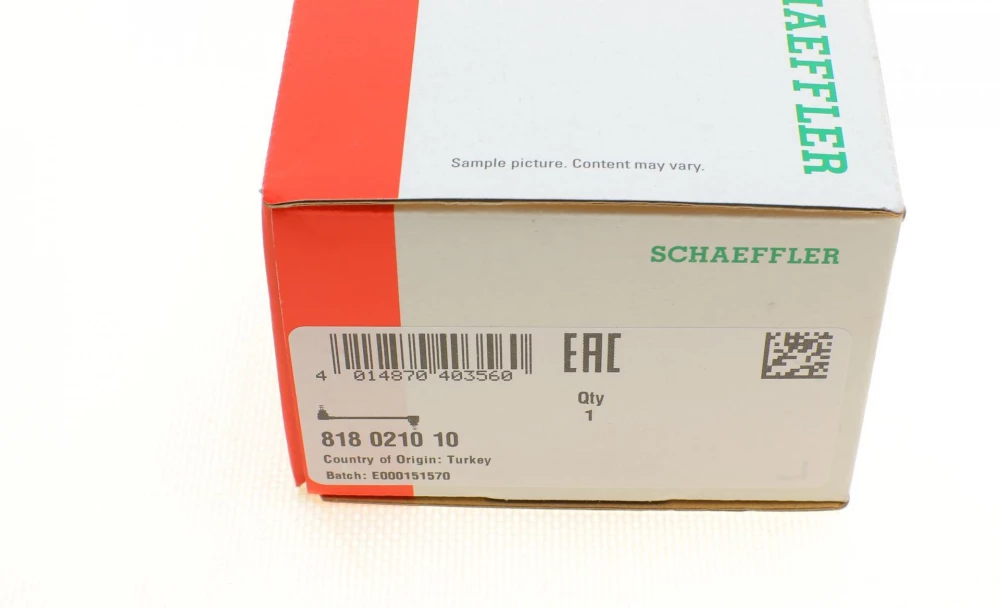 HAEFFLER
Sample picture. Content may vary.
SCHAEFFLER
4 014870 403560
EAC
Qty
1
818 0210 10
Country of Origin: Turkey
Batch: E000151570